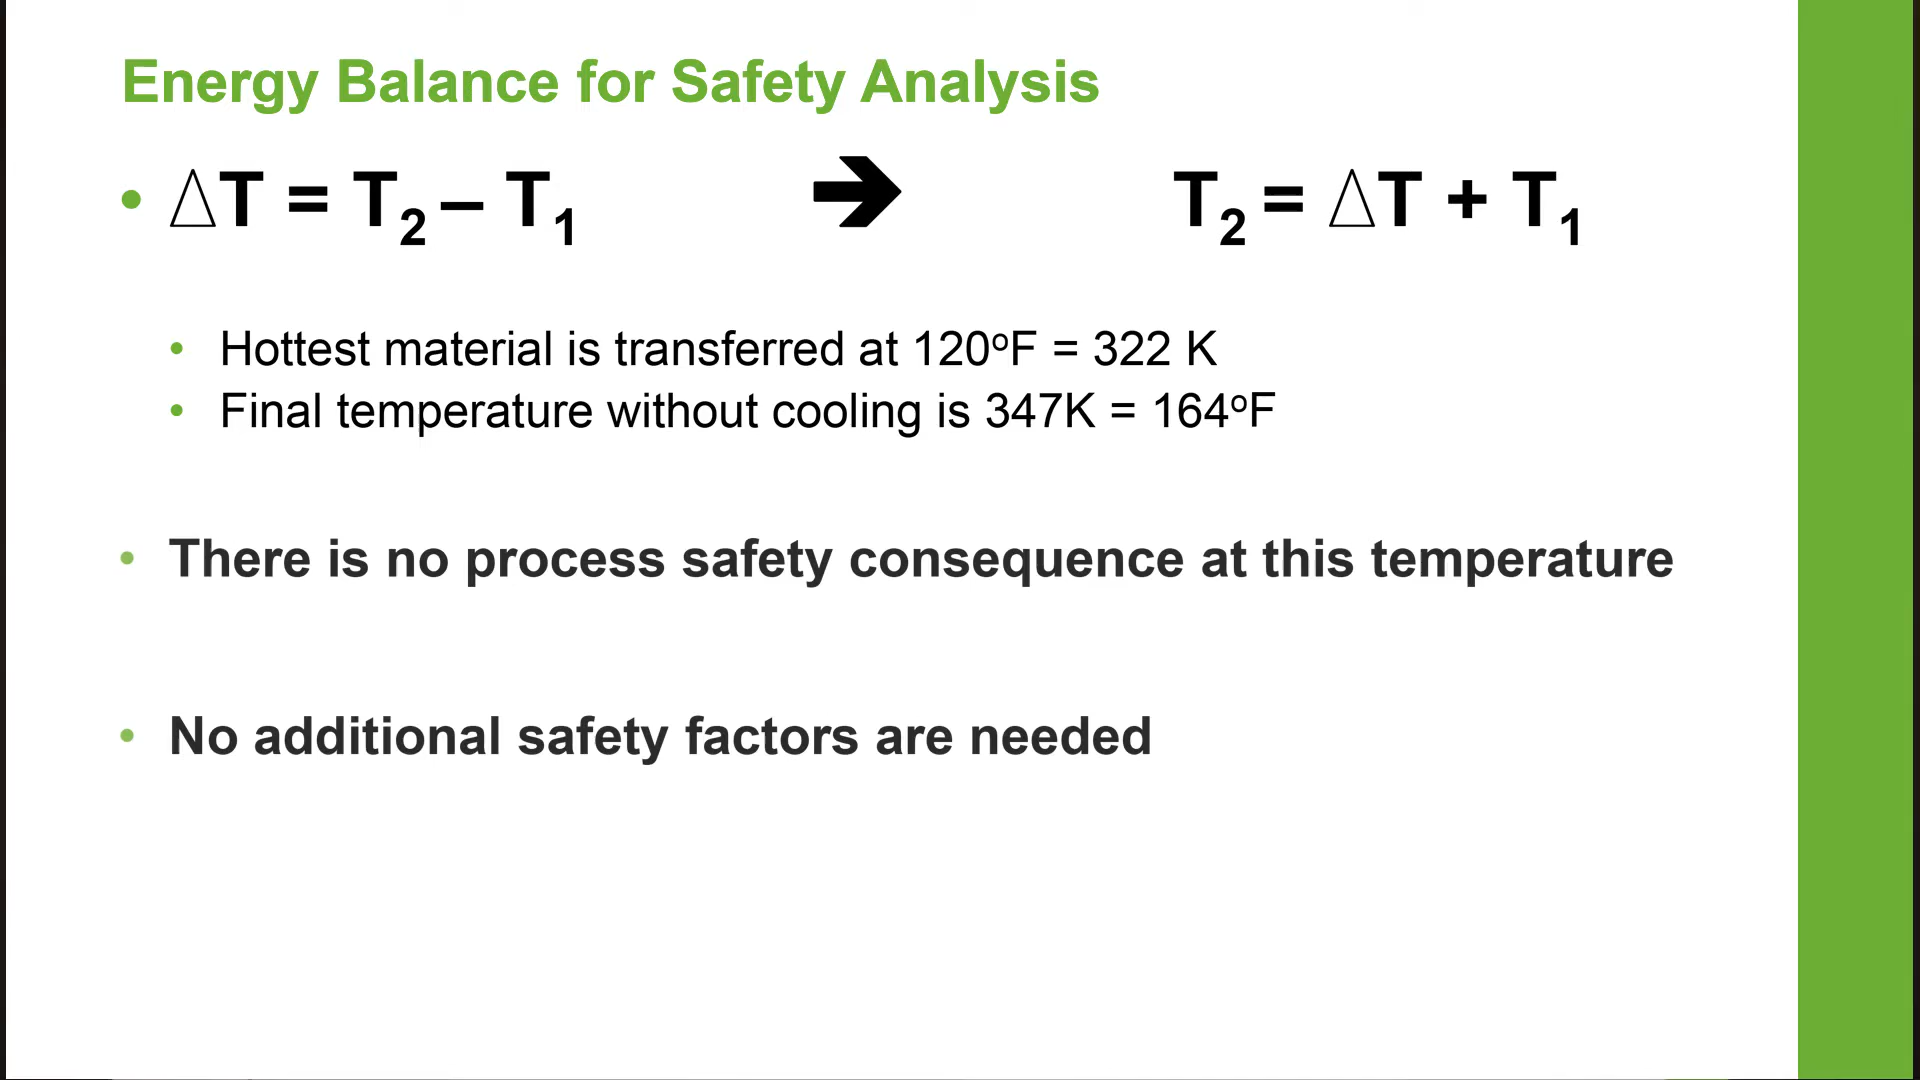 Energy Balance for Safety Analysis
• △T = T₂ – T₁ ➔ T₂ = △T + T₁
• Hottest material is transferred at 120ºF = 322 K
• Final temperature without cooling is 347K = 164ºF
• There is no process safety consequence at this temperature
• No additional safety factors are needed